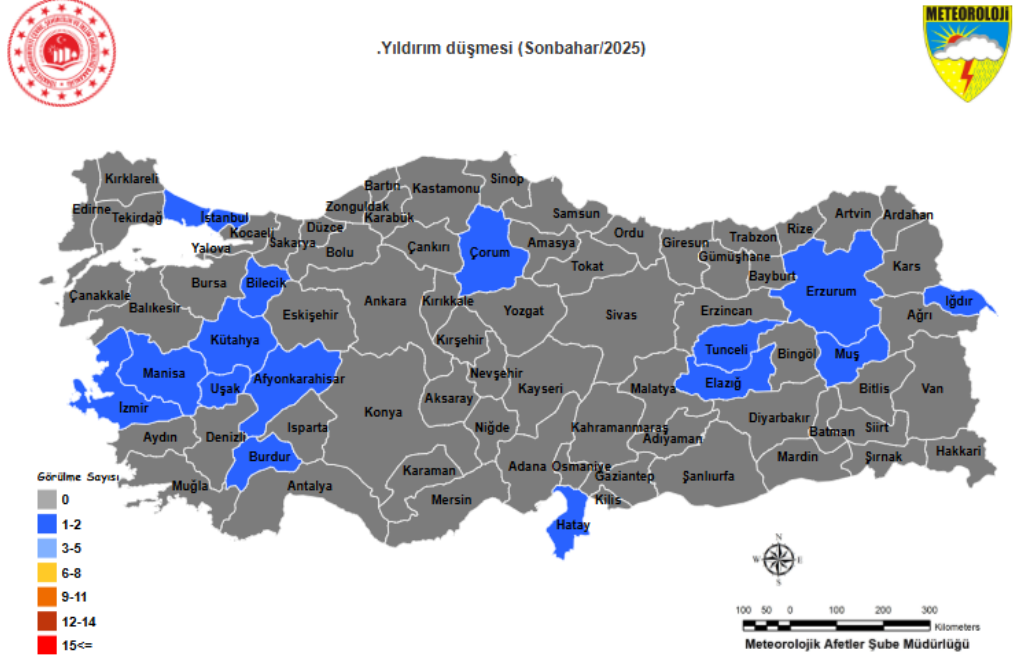 METEOROLOJI
.Yıldırım düşmesi (Sonbahar/2025)
Kırklareli
Edirne
Tekirdağ
İstanbul
Kocaeli
Yalova
Sakarya
Düzce
Bolu
Zonguldak
Bartın
Karabük
Kastamonu
Sinop
Çankırı
Çorum
Samsun
Amasya
Tokat
Ordu
Giresun
Trabzon
Gümüşhane
Bayburt
Rize
Artvin
Ardahan
Kars
Iğdır
Ağrı
Erzurum
Erzincan
Çanakkale
Balıkesir
Bursa
Bilecik
Eskişehir
Kütahya
Ankara
Kırıkkale
Kırşehir
Yozgat
Sivas
Tunceli
Bingöl
Muş
Elazığ
Bitlis
Van
Manisa
İzmir
Uşak
Afyonkarahisar
Konya
Aksaray
Nevşehir
Kayseri
Niğde
Malatya
Kahramanmaraş
Adıyaman
Diyarbakır
Batman
Siirt
Mardin
Şırnak
Hakkari
Aydın
Denizli
Isparta
Burdur
Muğla
Antalya
Karaman
Mersin
Adana
Osmaniye
Gaziantep
Kilis
Şanlıurfa
Hatay
Görülme Sayısı
0
1-2
3-5
6-8
9-11
12-14
15<=
N
W E
S
100 50 0 100 200 300
Kilometers
Meteorolojik Afetler Şube Müdürlüğü